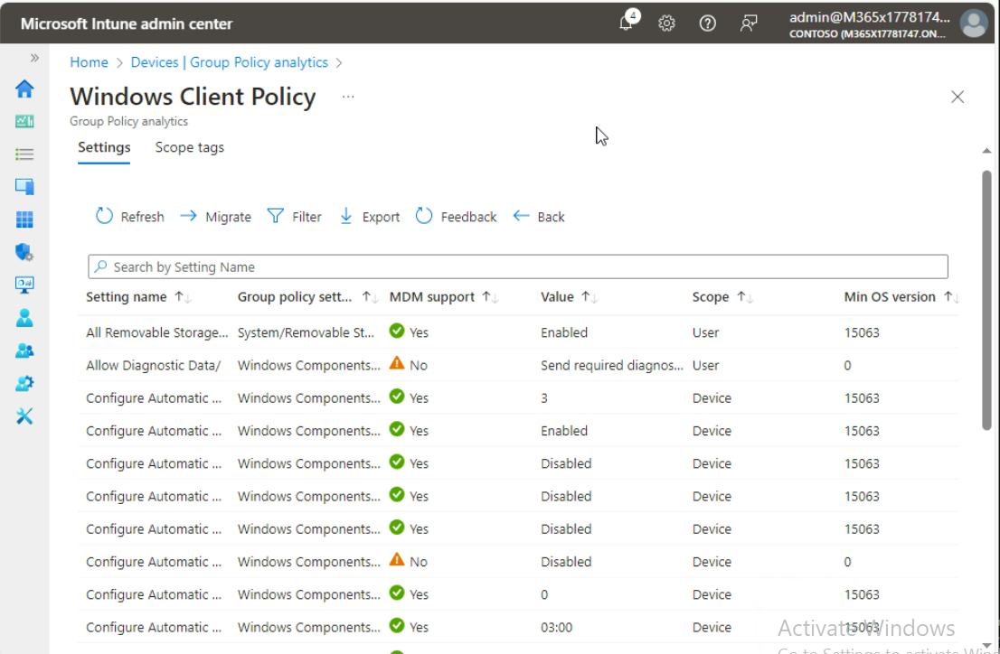 Microsoft Intune admin center
4
admin@M365x1778174...
CONTOSO (M365X17781747.ON...
Home > Devices | Group Policy analytics >
Windows Client Policy ...
Group Policy analytics
Settings Scope tags
Refresh Migrate Filter Export Feedback Back
Search by Setting Name
Setting name Group policy sett... MDM support Value Scope Min OS version
All Removable Storage... System/Removable St... Yes Enabled User 15063
Allow Diagnostic Data/ Windows Components... No Send required diagnos... User 0
Configure Automatic ... Windows Components... Yes 3 Device 15063
Configure Automatic ... Windows Components... Yes Enabled Device 15063
Configure Automatic ... Windows Components... Yes Disabled Device 15063
Configure Automatic ... Windows Components... Yes Disabled Device 15063
Configure Automatic ... Windows Components... Yes Disabled Device 15063
Configure Automatic ... Windows Components... No Disabled Device 0
Configure Automatic ... Windows Components... Yes 0 Device 15063
Configure Automatic ... Windows Components... Yes 03:00 Device 15063
Activate Windows
Go to Settings to activate Wind